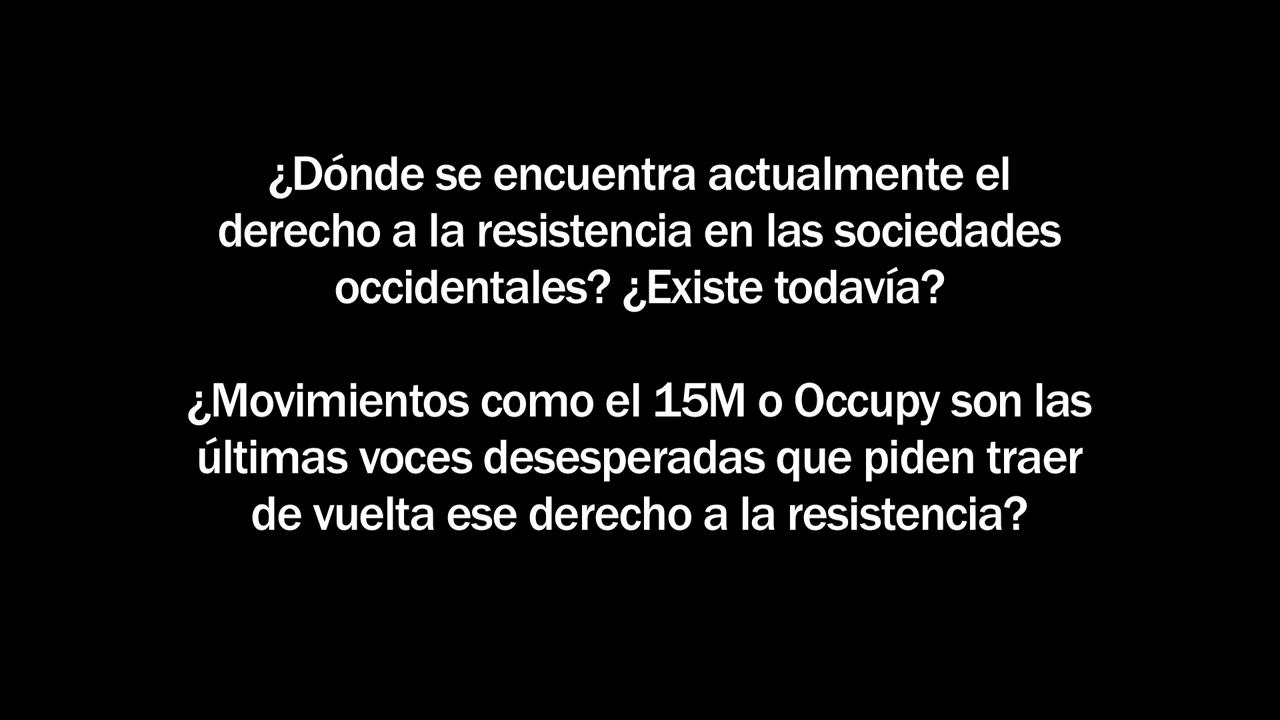 ¿Dónde se encuentra actualmente el
derecho a la resistencia en las sociedades
occidentales? ¿Existe todavía?
¿Movimientos como el 15M o Occupy son las
últimas voces desesperadas que piden traer
de vuelta ese derecho a la resistencia?